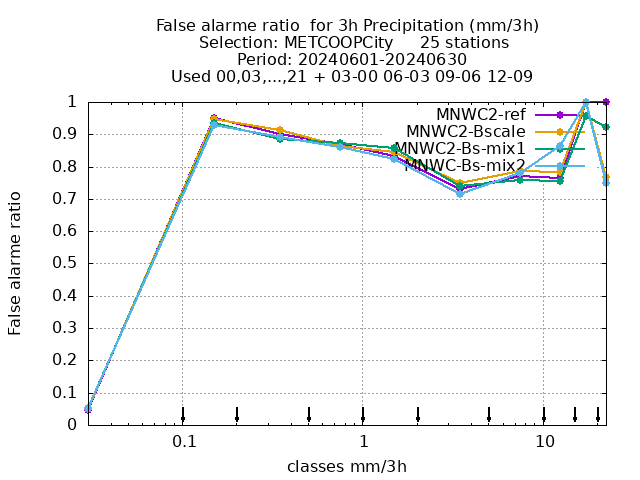 False alarme ratio  for 3h Precipitation (mm/3h)
Selection: METCOOPCity     25 stations
Period: 20240601-20240630
Used 00,03,...,21 + 03-00 06-03 09-06 12-09
MNWC2-ref
MNWC2-Bscale
MNWC2-Bs-mix1
MNWC-Bs-mix2
False alarme ratio
1
0.9
0.8
0.7
0.6
0.5
0.4
0.3
0.2
0.1
0
0.1 1 10
classes mm/3h